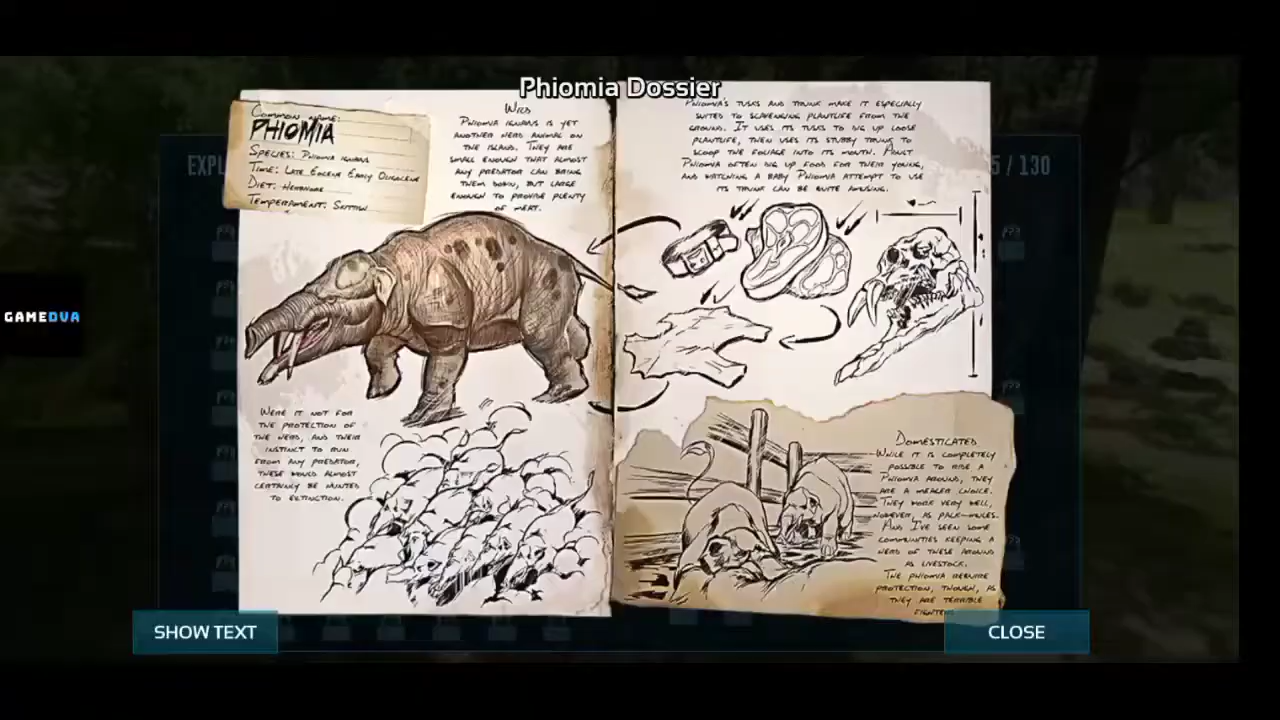 Phiomia Dossier
Common name:
PHIOMIA
Species: Phiomia ignarus
Time: Late Eocene Early Oligocene
Diet: Herbivore
Temperament: Skittish
Wild
Phiomia ignarus is yet
another herd animal on
the island. They are
small enough that almost
any predator can bring
them down, but large
enough to provide plenty
of meat.
Were it not for
the protection of
the herd, and their
instinct to run
from any predator,
these would almost
certainly be hunted
to extinction.
Phiomia's tusks and trunk make it especially
suited to scavenging plantlife from the
ground. It uses its tusks to dig up loose
plantlife, then uses its stubby trunk to
scoop the foliage into its mouth. Adult
Phiomia often dig up food for their young,
and watching a baby Phiomia attempt to use
its trunk can be quite amusing.
Domesticated
While it is completely
possible to ride a
Phiomia around, they
are a meager choice.
They work very well,
however, as pack-mules.
And I've seen some
communities keeping a
herd of these around
as livestock.
The phiomia require
protection, though, as
they are terrible
fighters
EXPL
5 / 130
GAMEDVA
SHOW TEXT
CLOSE